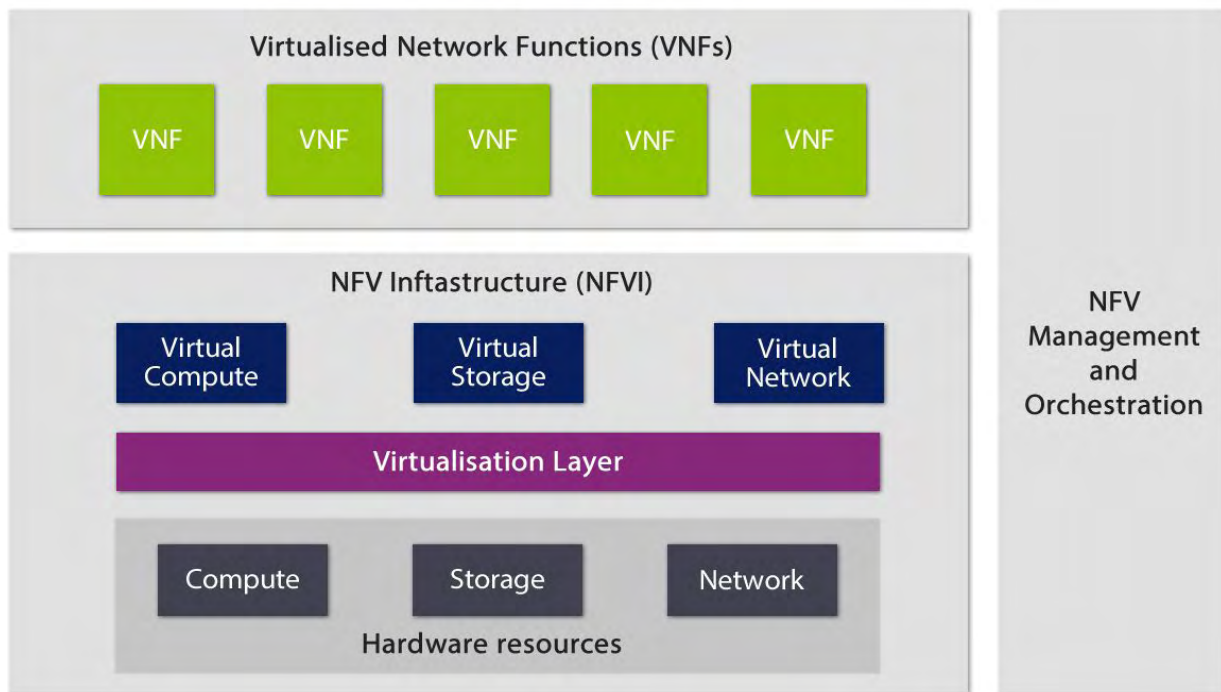 Virtualised Network Functions (VNFs)
VNF VNF VNF VNF VNF
NFV Inftastructure (NFVI)
Virtual
Compute
Virtual
Storage
Virtual
Network
Virtualisation Layer
Compute Storage Network
Hardware resources
NFV
Management
and
Orchestration